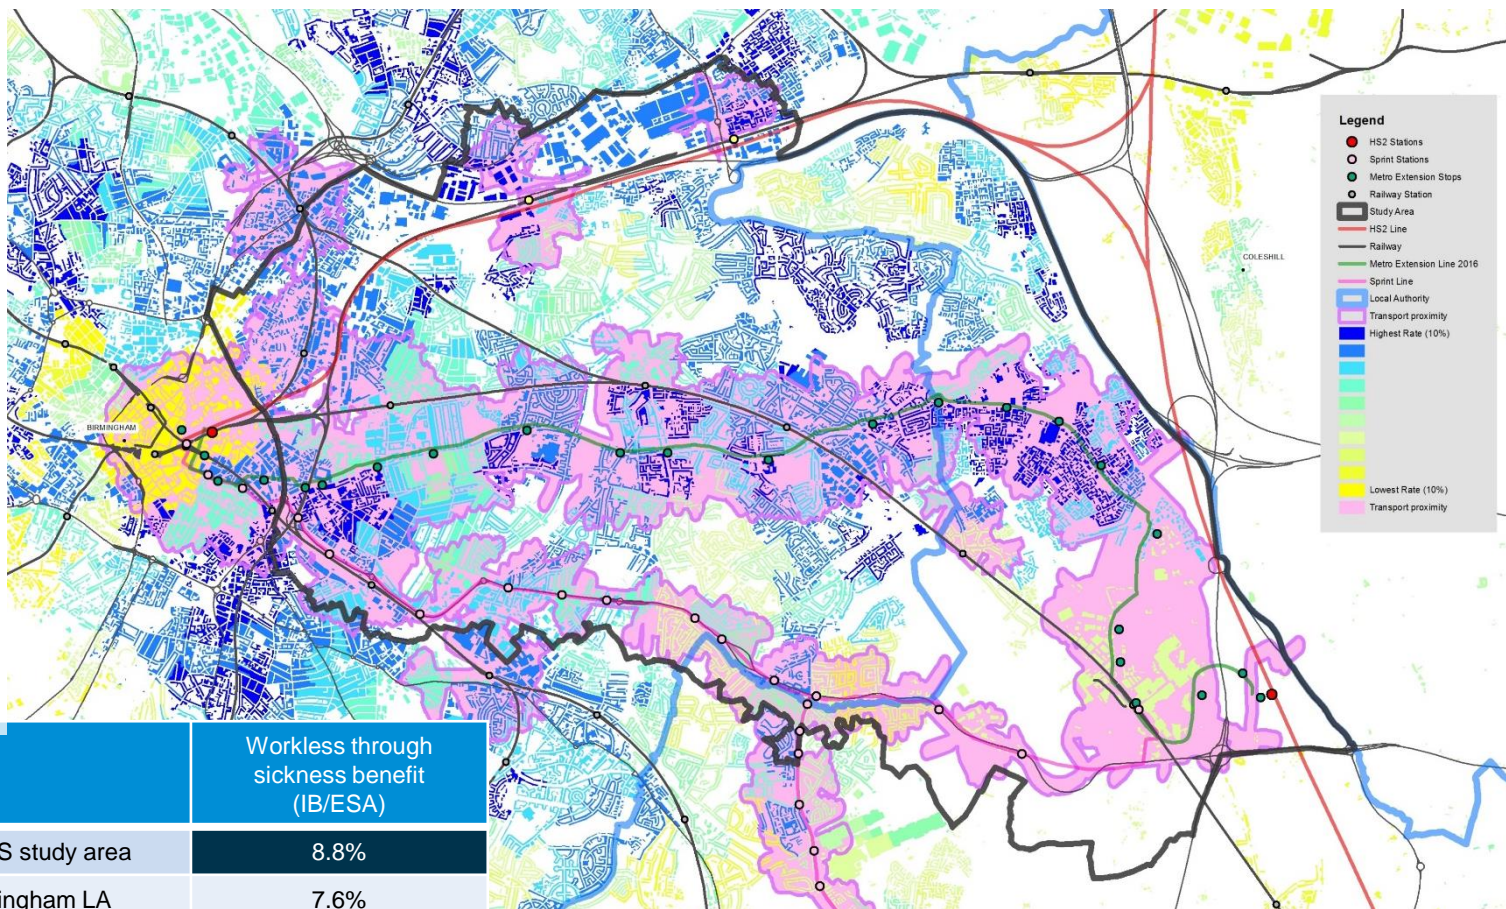 Legend
HS2 Stations
Sprint Stations
Metro Extension Stops
Railway Station
Study Area
HS2 Line
Railway
Metro Extension Line 2016
Sprint Line
Local Authority
Transport proximity
Highest Rate (10%)
Lowest Rate (10%)
Transport proximity
COLESHILL
BIRMINGHAM
Workless through
sickness benefit
(IB/ESA)
S study area 8.8%
ingham LA 7.6%